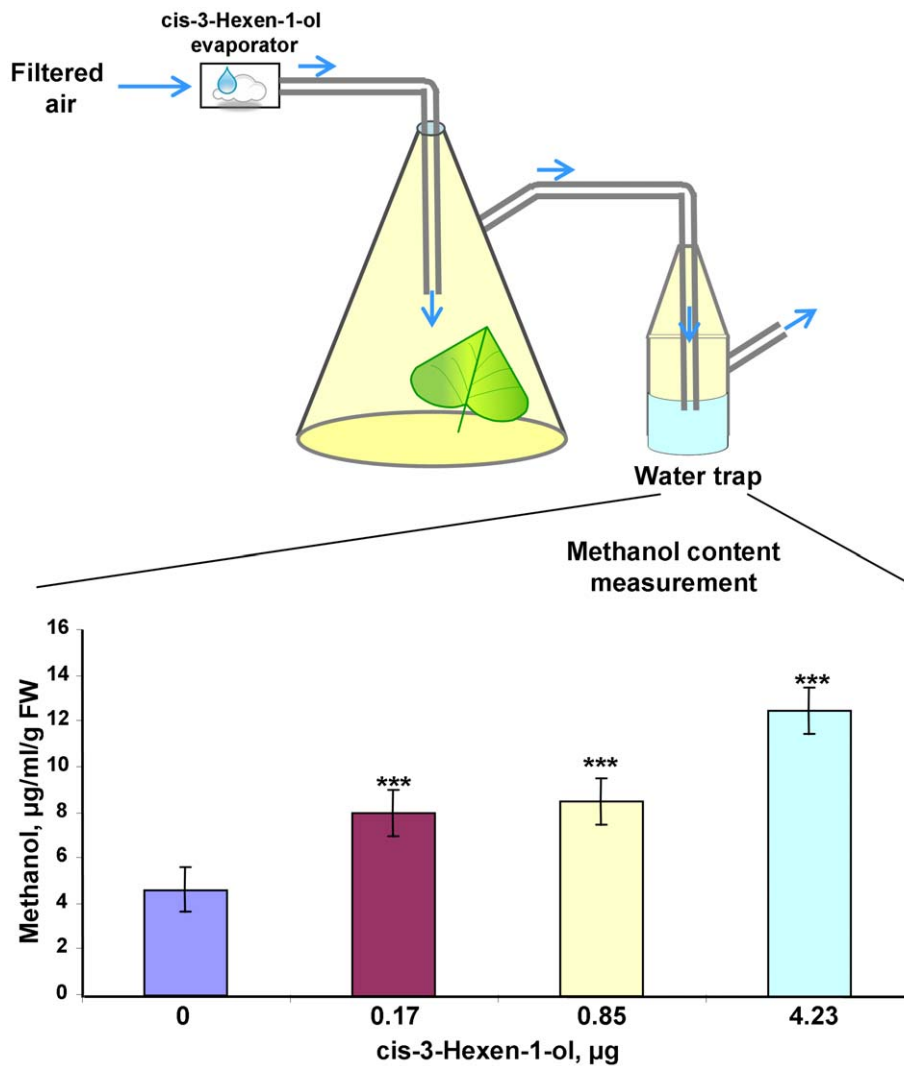 cis-3-Hexen-1-ol
evaporator
Filtered
air
Water trap
Methanol content
measurement
Methanol, µg/ml/g FW
16
14
12
10
8
6
4
2
0
***
***
***
0 0.17 0.85 4.23
cis-3-Hexen-1-ol, µg